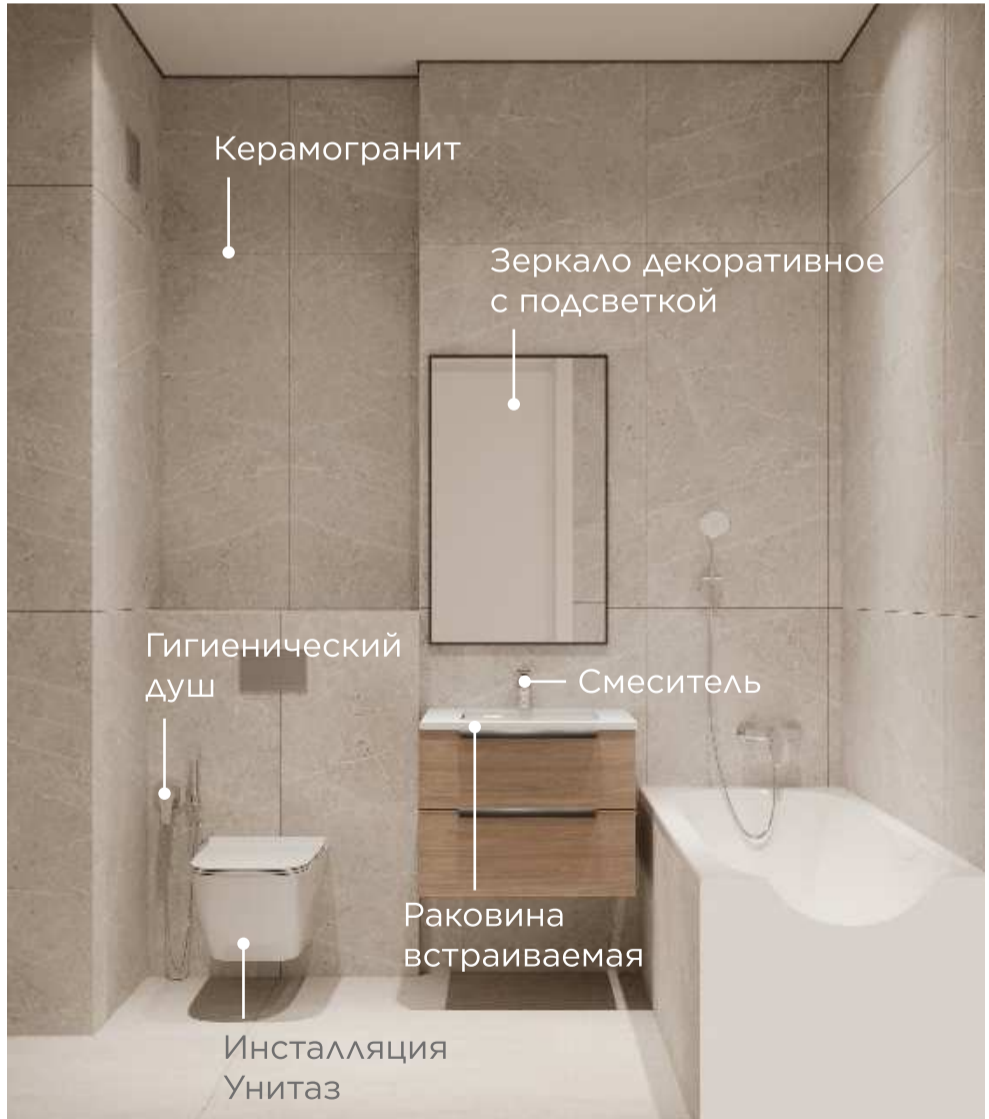 Керамогранит
Зеркало декоративное
с подсветкой
Гигиенический
душ
Смеситель
Раковина
встраиваемая
Инсталляция
Унитаз